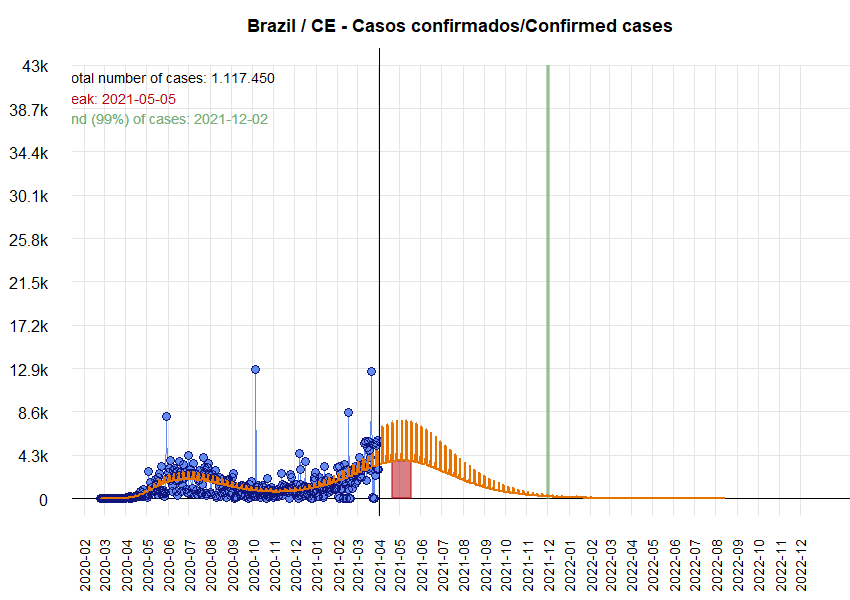 Brazil / CE - Casos confirmados/Confirmed cases
43k
otal number of cases: 1.117.450
eak: 2021-05-05
38.7k
nd (99%) of cases: 2021-12-02
34.4k
30.1k
25.8k
21.5k
17.2k
12.9k
8.6k
4.3k
0
2020-02
2020-03
2020-04
2020-05
2020-06
2020-07
2020-08
2020-09
2020-10
2020-11
2020-12
2021-01
2021-02
2021-03
2021-04
2021-05
2021-06
2021-07
2021-08
2021-09
2021-10
2021-11
2021-12
2022-01
2022-02
2022-03
2022-04
2022-05
2022-06
2022-07
2022-08
2022-09
2022-10
2022-11
2022-12